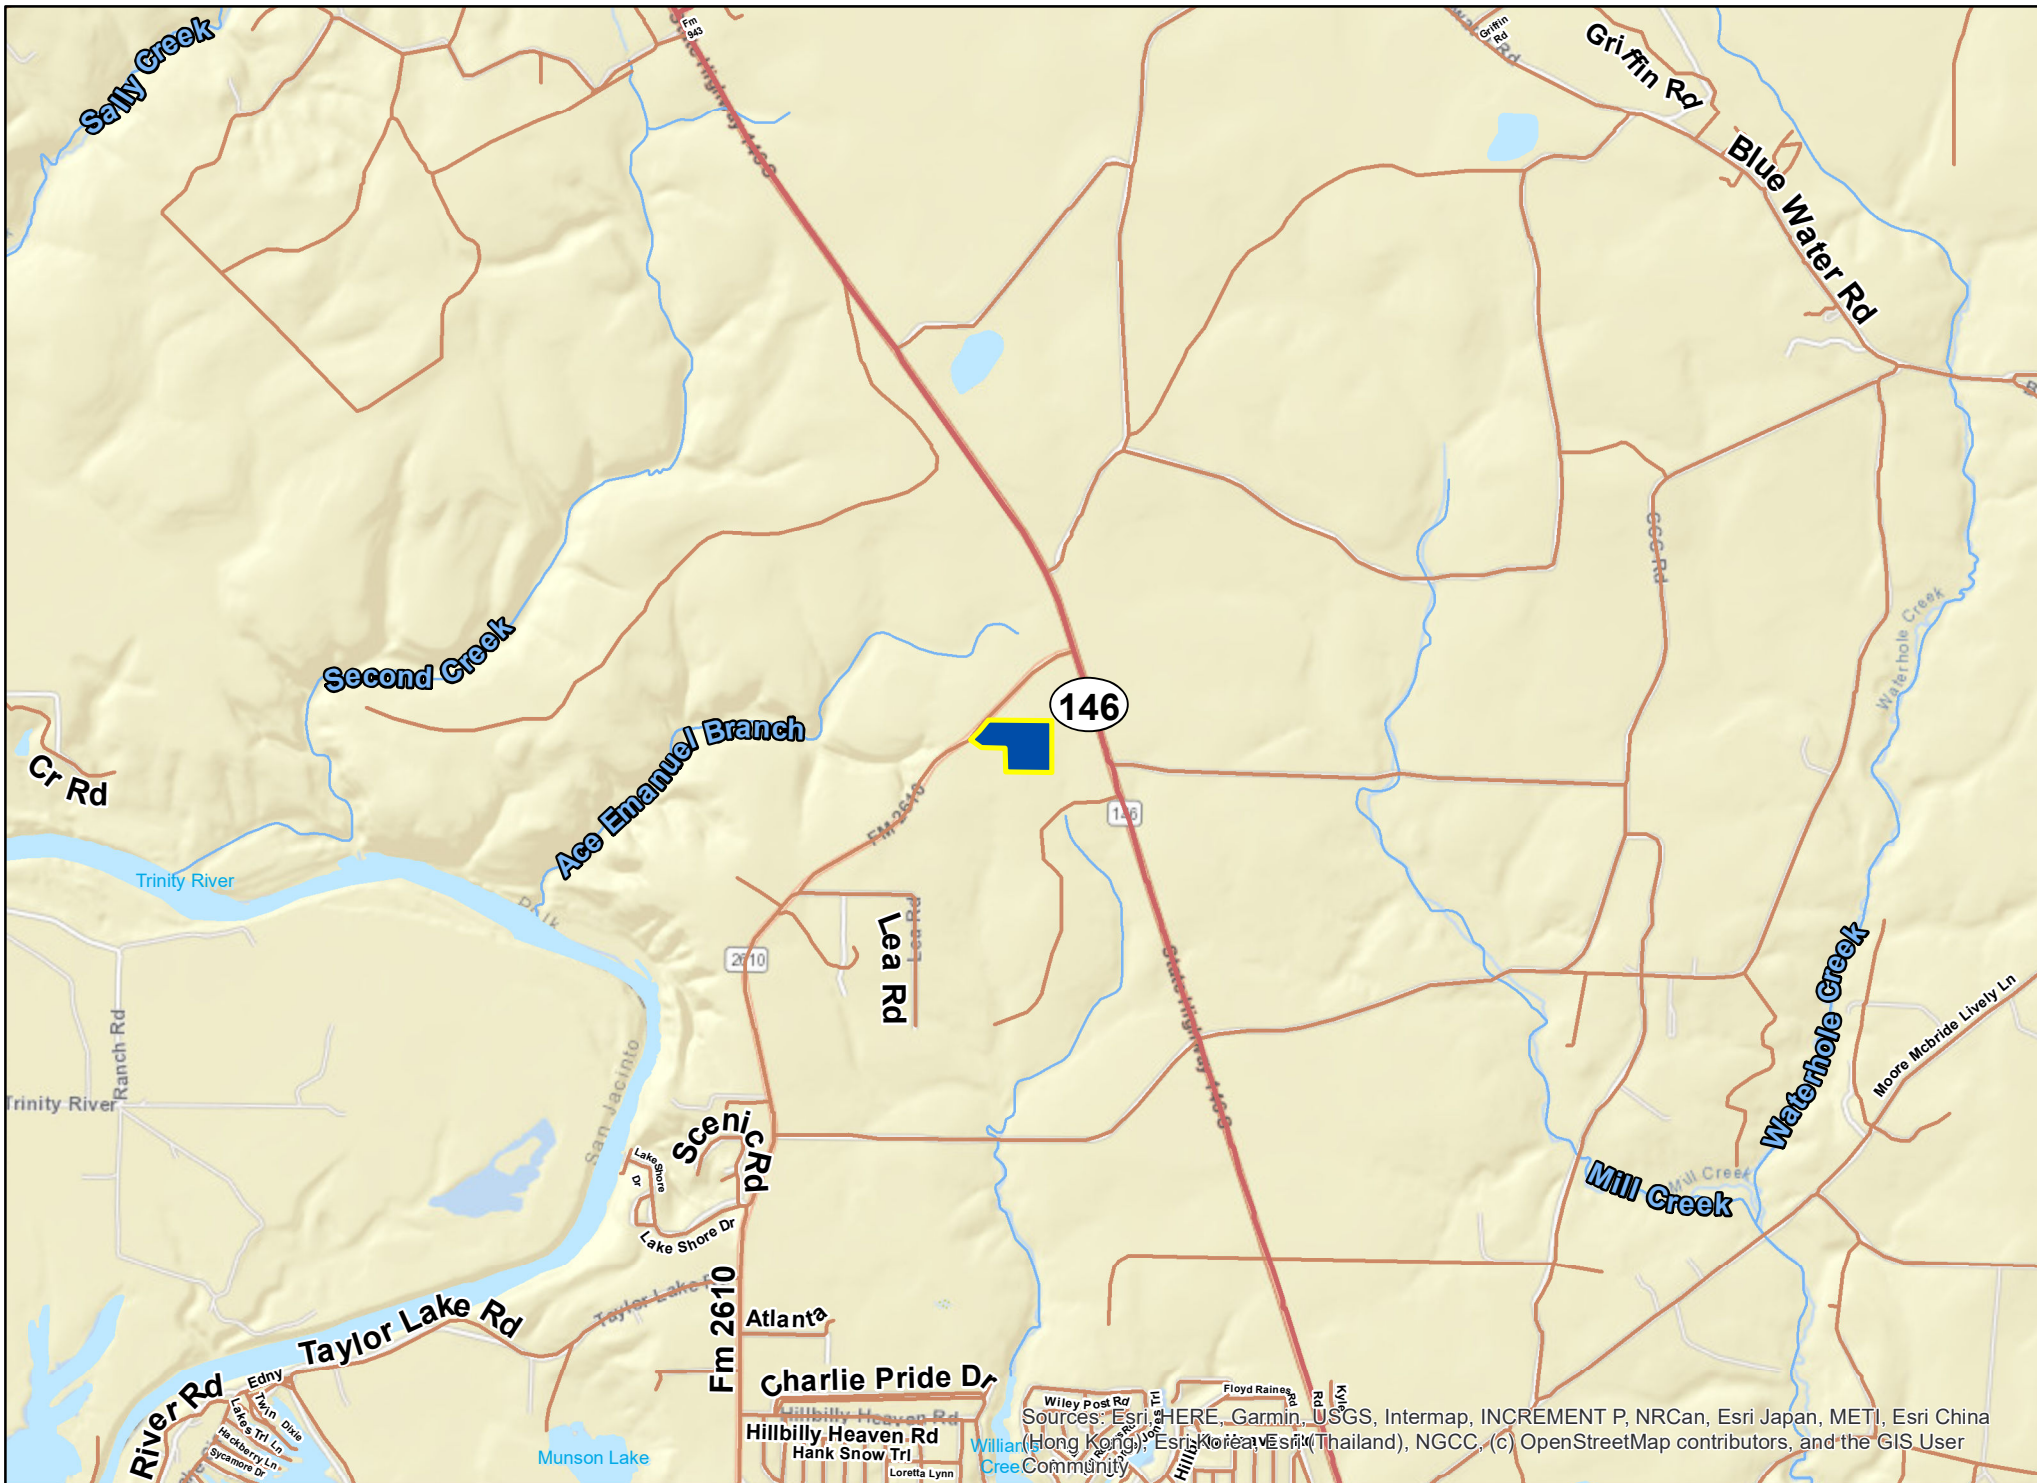 Fm
943
State Highway 146 S
Sally Creek
Griffin
Rd
Griffin Rd
Blue Water Rd
CCC Rd
Waterhole Creek
Second Creek
Ace Emanuel Branch
146
Cr Rd
FM 2610
146
Trinity River
Polk
Lea Rd
Lea Rd
2610
State Highway 146 S
Waterhole Creek
Moore Mcbride Lively Ln
Ranch Rd
Trinity River
San Jacinto
Scenic Rd
Lake Shore
Dr
Lake Shore Dr
Mill Creek
Mill Creek
Taylor Lake
Taylor Lake Rd
Fm 2610
Atlanta
Charlie Pride Dr
Hillbilly Heaven Rd
Hillbilly Heaven Rd
Hank Snow Trl
Loretta Lynn
River Rd
Edny
Twin Dixie
Lakes Trl Ln
Hackberry Ln
Sycamore Dr
Munson Lake
Wiley Post Rd
Floyd Raines
Rd
Rd
Kyle
Sources: Esri, HERE, Garmin, USGS, Intermap, INCREMENT P, NRCan, Esri Japan, METI, Esri China
(Hong Kong), Esri Korea, Esri (Thailand), NGCC, (c) OpenStreetMap contributors, and the GIS User
Community